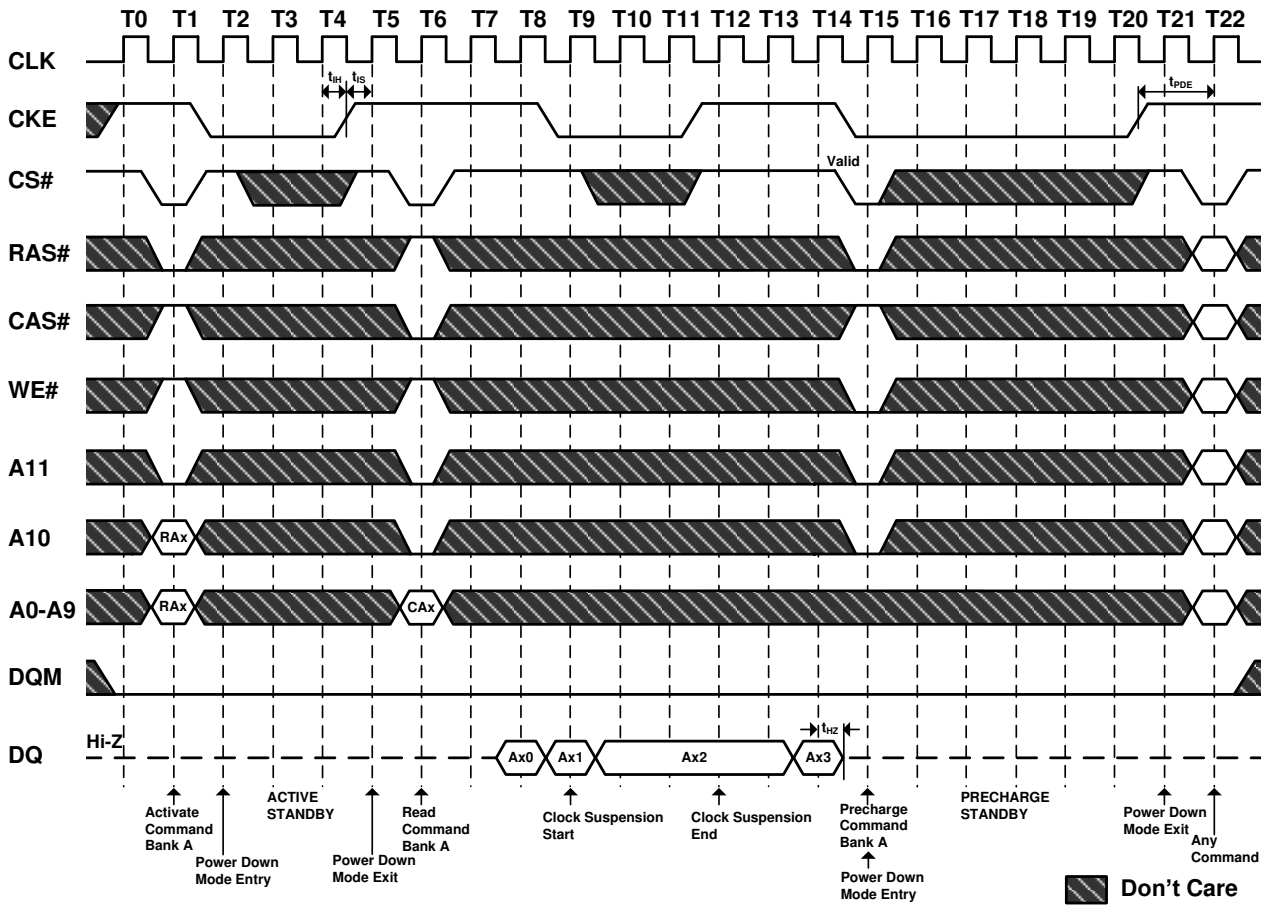 T0 T1 T2 T3 T4 T5 T6 T7 T8 T9 T10 T11 T12 T13 T14 T15 T16 T17 T18 T19 T20 T21 T22
CLK
tIH tIS
tPDE
CKE
Valid
CS#
RAS#
CAS#
WE#
A11
A10
RAx
A0-A9
RAx
CAx
DQM
tHZ
Hi-Z
DQ
Ax0
Ax1
Ax2
Ax3
Activate
Command
Bank A
Power Down
Mode Entry
ACTIVE
STANDBY
Power Down
Mode Exit
Read
Command
Bank A
Clock Suspension
Start
Clock Suspension
End
Precharge
Command
Bank A
Power Down
Mode Entry
PRECHARGE
STANDBY
Power Down
Mode Exit
Any
Command
Don't Care